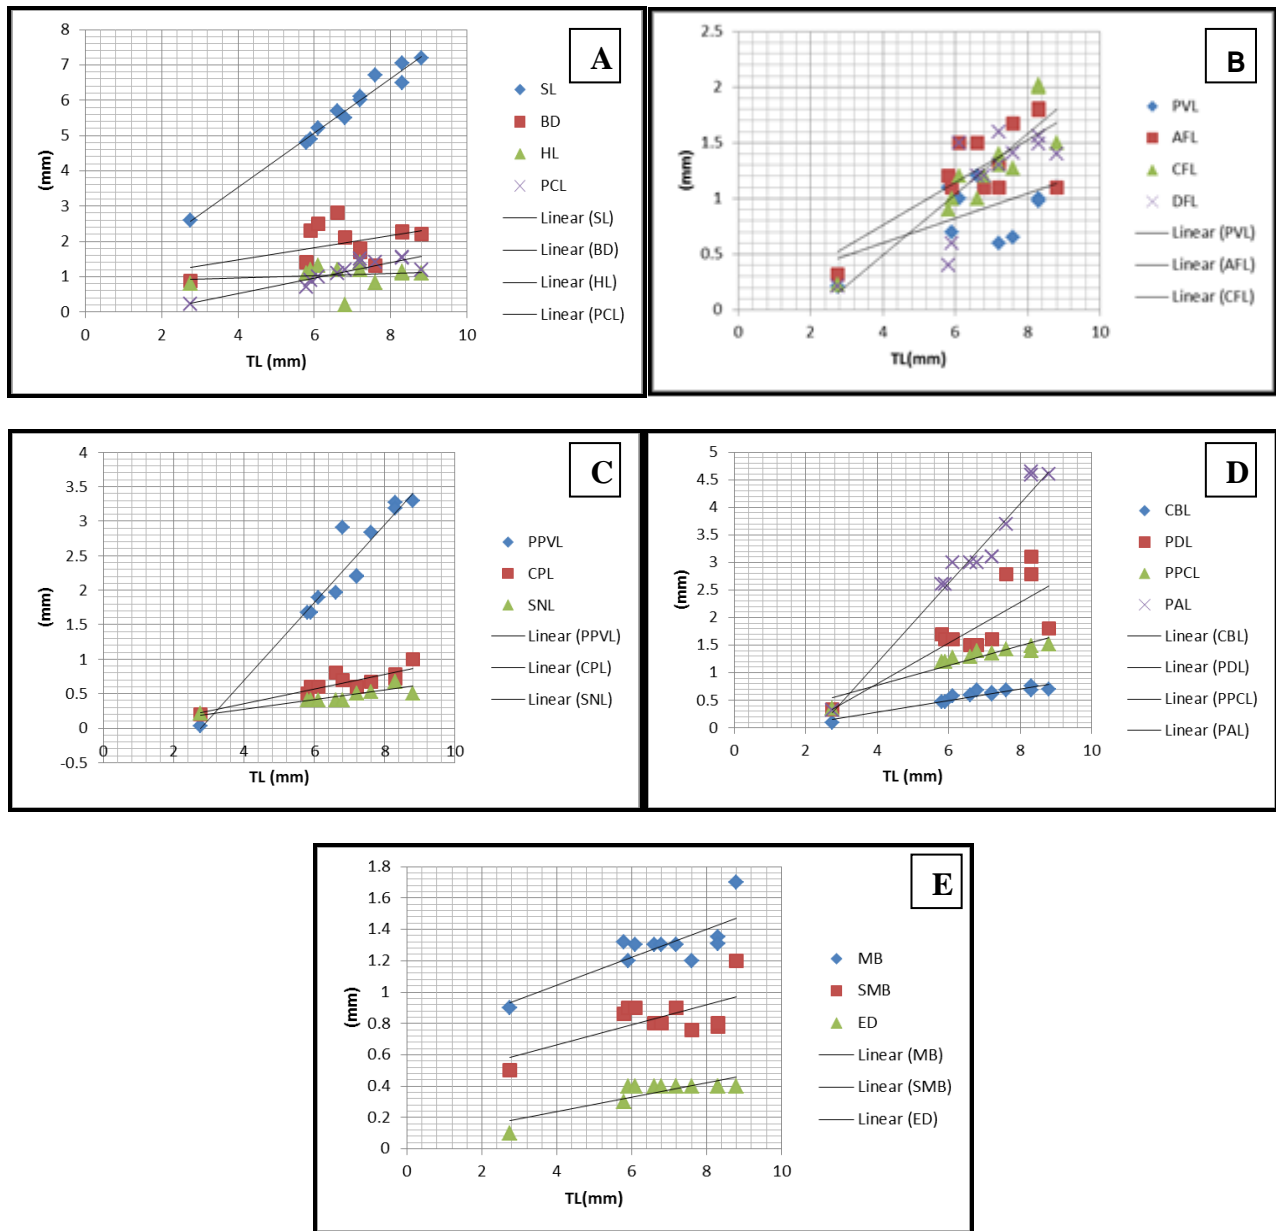 A
8
7
6
5
4
3
2
1
0
(mm)
0 2 4 6 8 10
TL (mm)
SL
BD
HL
PCL
Linear (SL)
Linear (BD)
Linear (HL)
Linear (PCL)
B
2.5
2
1.5
1
0.5
0
(mm)
0 2 4 6 8 10
TL(mm)
PVL
AFL
CFL
DFL
Linear (PVL)
Linear (AFL)
Linear (CFL)
C
4
3.5
3
2.5
2
1.5
1
0.5
0
-0.5
(mm)
0 2 4 6 8 10
TL (mm)
PPVL
CPL
SNL
Linear (PPVL)
Linear (CPL)
Linear (SNL)
D
5
4.5
4
3.5
3
2.5
2
1.5
1
0.5
0
(mm)
0 2 4 6 8 10
TL (mm)
CBL
PDL
PPCL
PAL
Linear (CBL)
Linear (PDL)
Linear (PPCL)
Linear (PAL)
E
1.8
1.6
1.4
1.2
1
0.8
0.6
0.4
0.2
0
(mm)
0 2 4 6 8 10
TL(mm)
MB
SMB
ED
Linear (MB)
Linear (SMB)
Linear (ED)